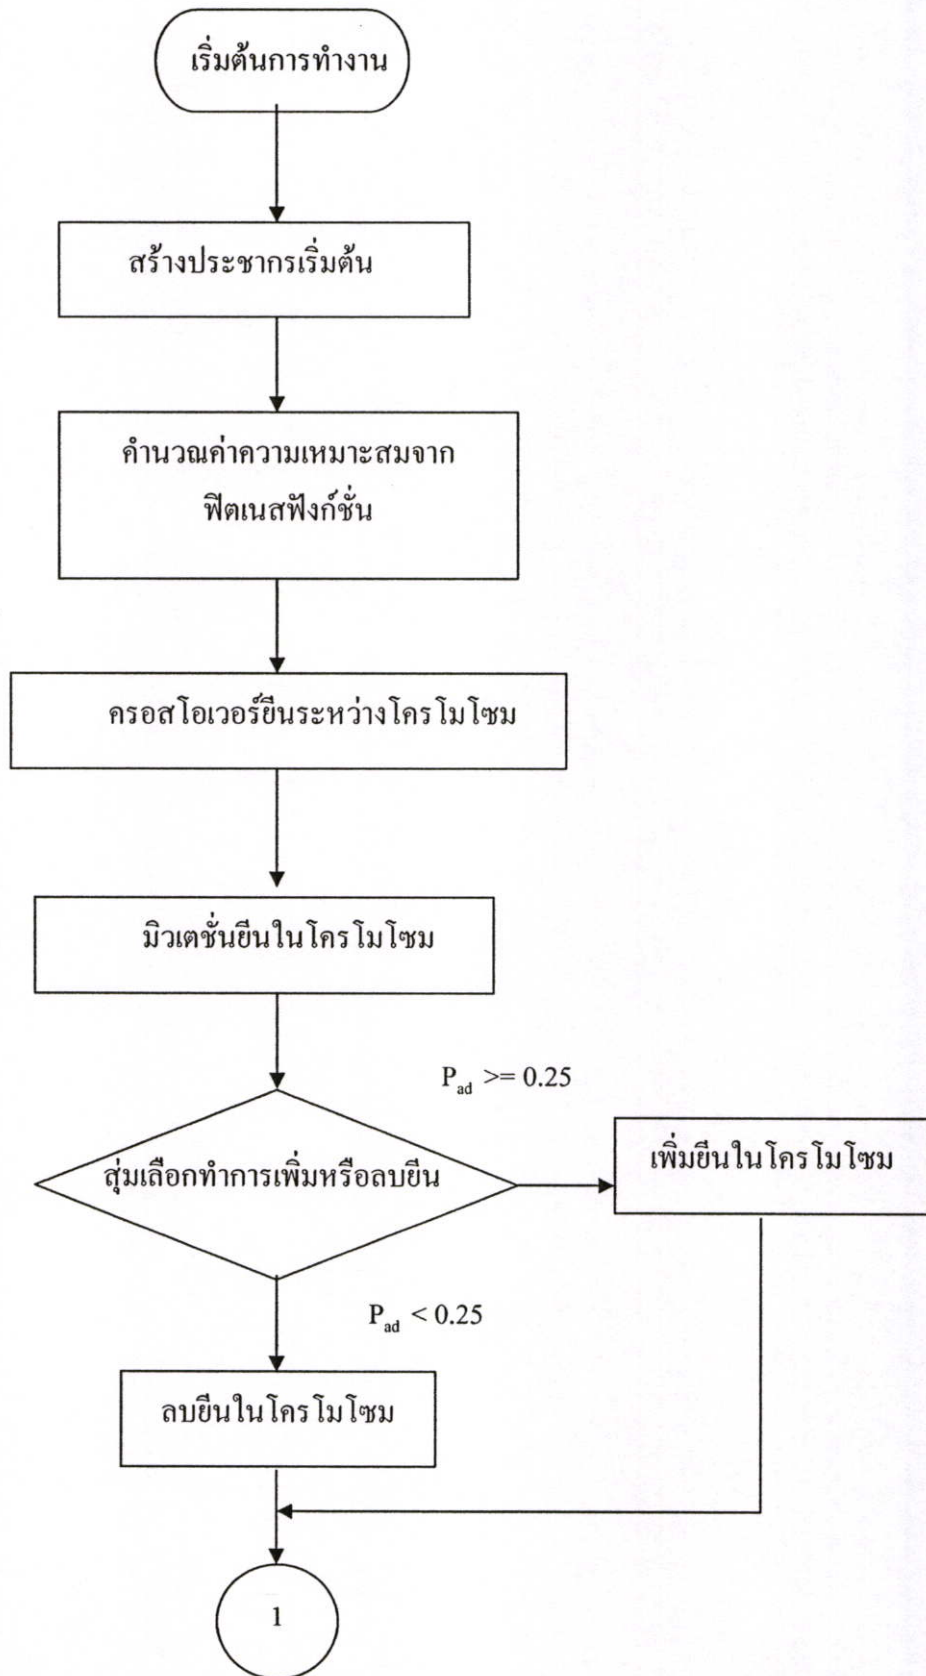 เริ่มต้นการทำงาน
สร้างประชากรเริ่มต้น
คำนวณค่าความเหมาะสมจาก
ฟิตเนสฟังก์ชั่น
ครอสโอเวอร์ยีนระหว่างโครโมโซม
มิวเตชั่นยีนในโครโมโซม
P_ad >= 0.25
สุ่มเลือกทำการเพิ่มหรือลบยีน
เพิ่มยีนในโครโมโซม
P_ad < 0.25
ลบยีนในโครโมโซม
1